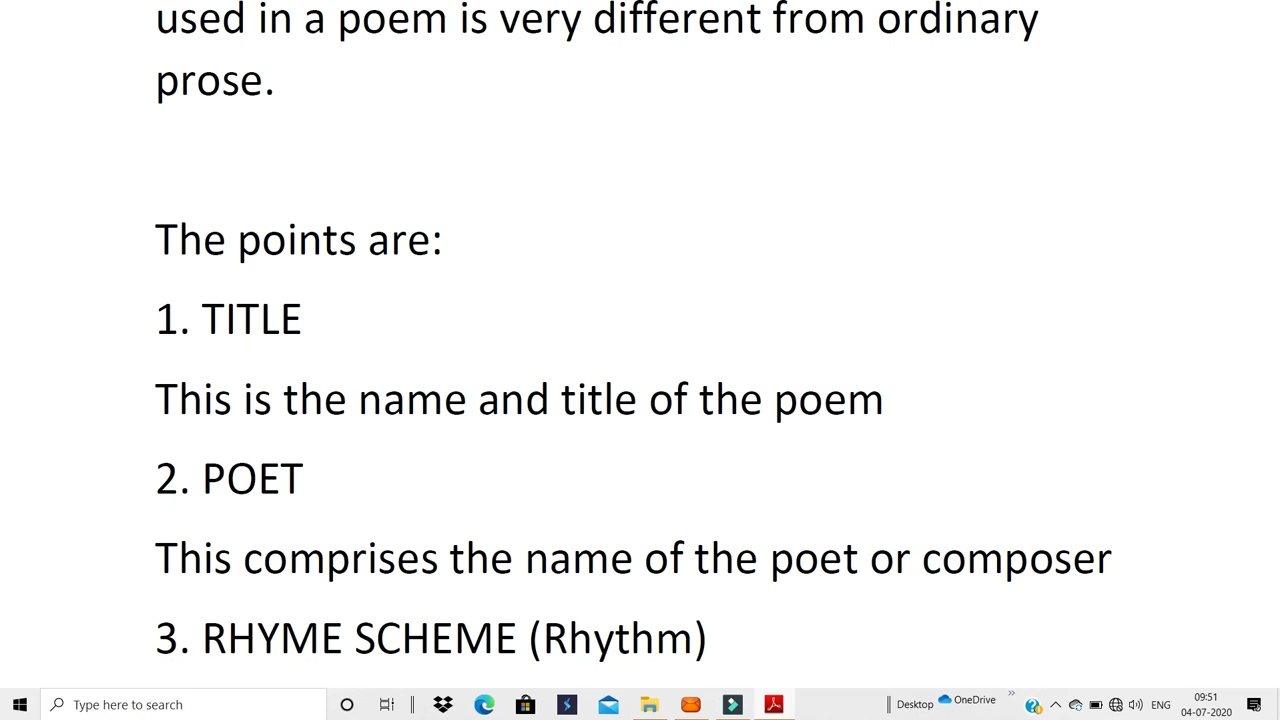 used in a poem is very different from ordinary
prose.
The points are:
1. TITLE
This is the name and title of the poem
2. POET
This comprises the name of the poet or composer
3. RHYME SCHEME (Rhythm)
Type here to search
Desktop
OneDrive
ENG
09:51
04-07-2020